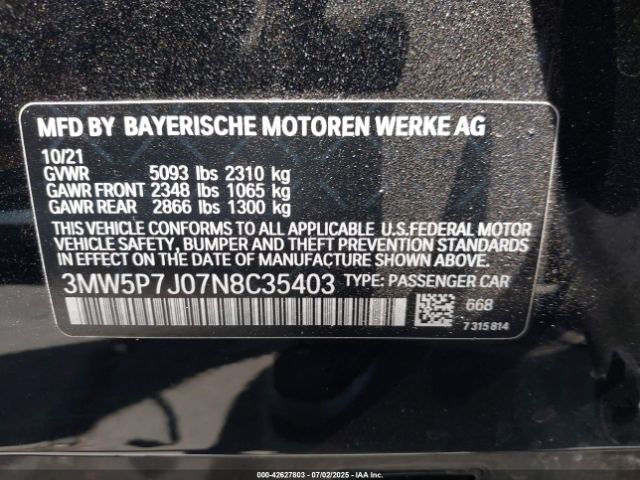 MFD BY BAYERISCHE MOTOREN WERKE AG
10/21
GVWR 5093 lbs 2310 kg
GAWR FRONT 2348 lbs 1065 kg
GAWR REAR 2866 lbs 1300 kg
THIS VEHICLE CONFORMS TO ALL APPLICABLE U.S.FEDERAL MOTOR
VEHICLE SAFETY, BUMPER AND THEFT PREVENTION STANDARDS
IN EFFECT ON THE DATE OF MANUFACTURE SHOWN ABOVE.
3MW5P7J07N8C35403 TYPE: PASSENGER CAR
668
7 315 814
000-42627803 - 07/02/2025 - IAA, Inc.